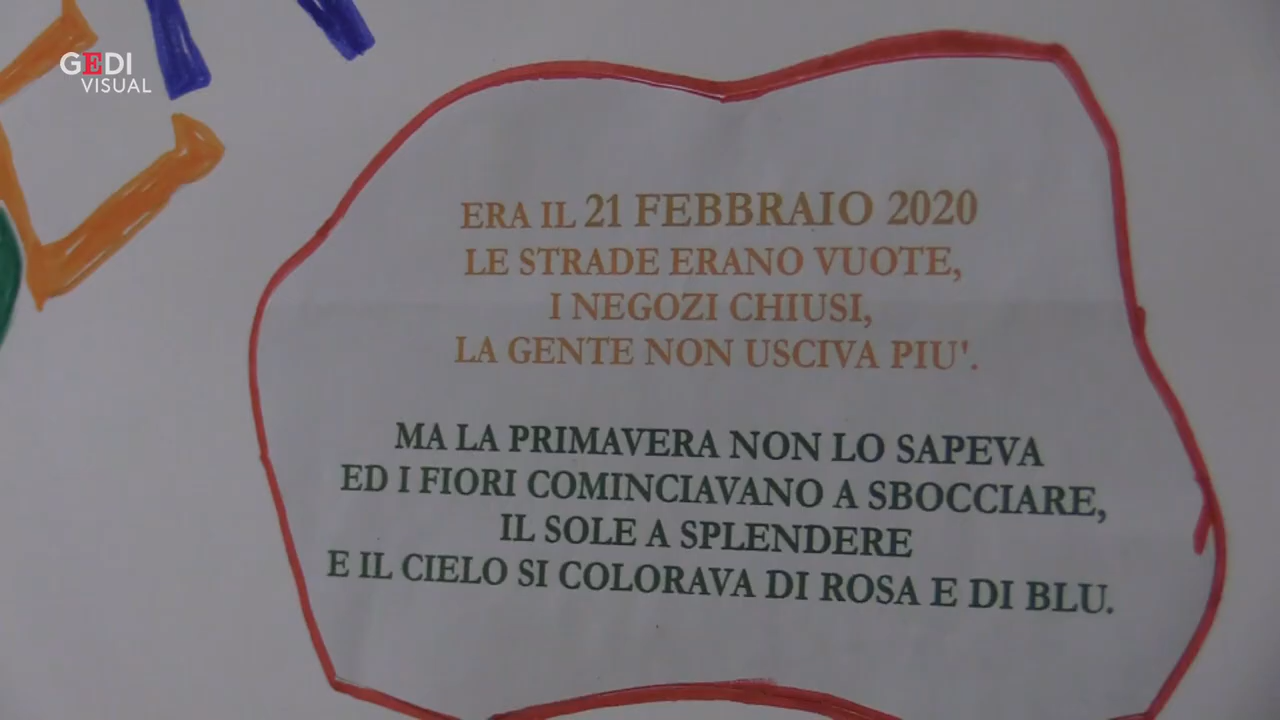 GEDI
VISUAL
ERA IL 21 FEBBRAIO 2020
LE STRADE ERANO VUOTE,
I NEGOZI CHIUSI,
LA GENTE NON USCIVA PIU'.
MA LA PRIMAVERA NON LO SAPEVA
ED I FIORI COMINCIAVANO A SBOCCIARE,
IL SOLE A SPLENDERE
E IL CIELO SI COLORAVA DI ROSA E DI BLU.